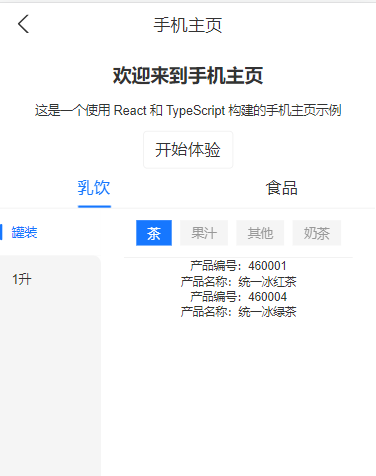 手机主页
欢迎来到手机主页
这是一个使用 React 和 TypeScript 构建的手机主页示例
开始体验
乳饮 食品
罐装 茶 果汁 其他 奶茶
1升
产品编号：460001
产品名称：统一冰红茶
产品编号：460004
产品名称：统一冰绿茶